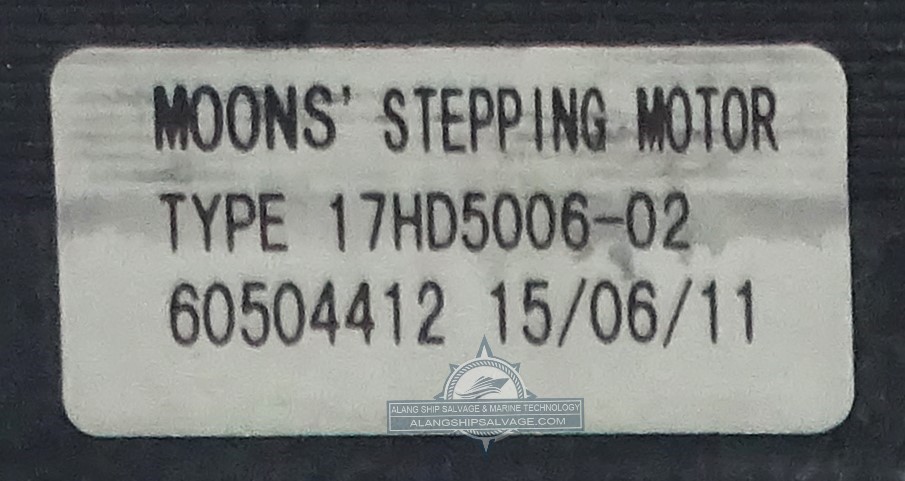 MOONS' STEPPING MOTOR
TYPE 17HD5006-02
60504412 15/06/11
ALANG SHIP SALVAGE & MARINE TECHNOLOGY
ALANGSHIPSALVAGE.COM